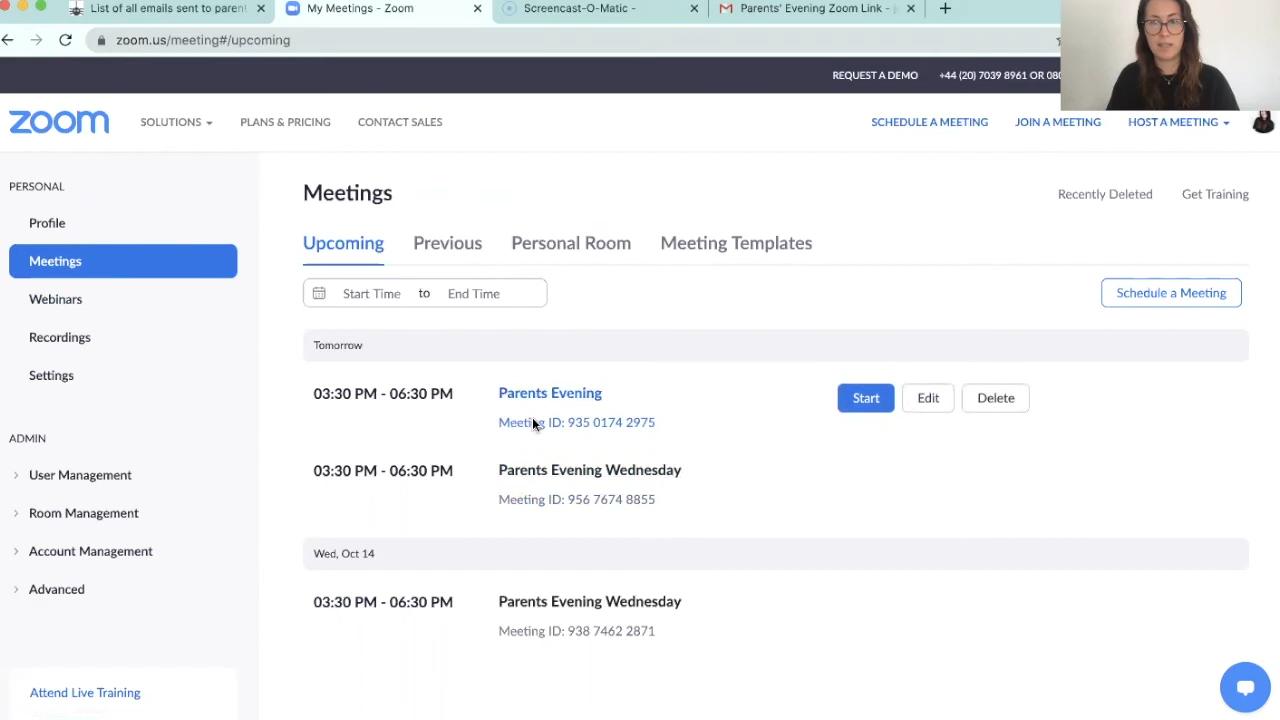 List of all emails sent to parent
My Meetings - Zoom
Screencast-O-Matic -
Parents' Evening Zoom Link -
zoom.us/meeting#/upcoming
REQUEST A DEMO
+44 (20) 7039 8961 OR 080
zoom
SOLUTIONS
PLANS & PRICING
CONTACT SALES
SCHEDULE A MEETING
JOIN A MEETING
HOST A MEETING
PERSONAL
Profile
Meetings
Webinars
Recordings
Settings
ADMIN
User Management
Room Management
Account Management
Advanced
Attend Live Training
Meetings
Recently Deleted
Get Training
Upcoming
Previous
Personal Room
Meeting Templates
Start Time to End Time
Schedule a Meeting
Tomorrow
03:30 PM - 06:30 PM
Parents Evening
Meeting ID: 935 0174 2975
Start
Edit
Delete
03:30 PM - 06:30 PM
Parents Evening Wednesday
Meeting ID: 956 7674 8855
Wed, Oct 14
03:30 PM - 06:30 PM
Parents Evening Wednesday
Meeting ID: 938 7462 2871